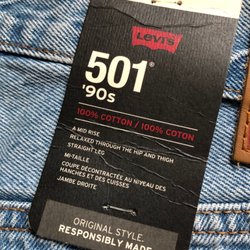 Levi's
501®
'90s
100% COTTON / 100% COTON
A MID RISE
RELAXED THROUGH THE HIP AND THIGH
STRAIGHT LEG
MI-TAILLE
COUPE DÉCONTRACTÉE AU NIVEAU DES
HANCHES ET DES CUISSES
JAMBE DROITE
ORIGINAL STYLE.
RESPONSIBLY MADE